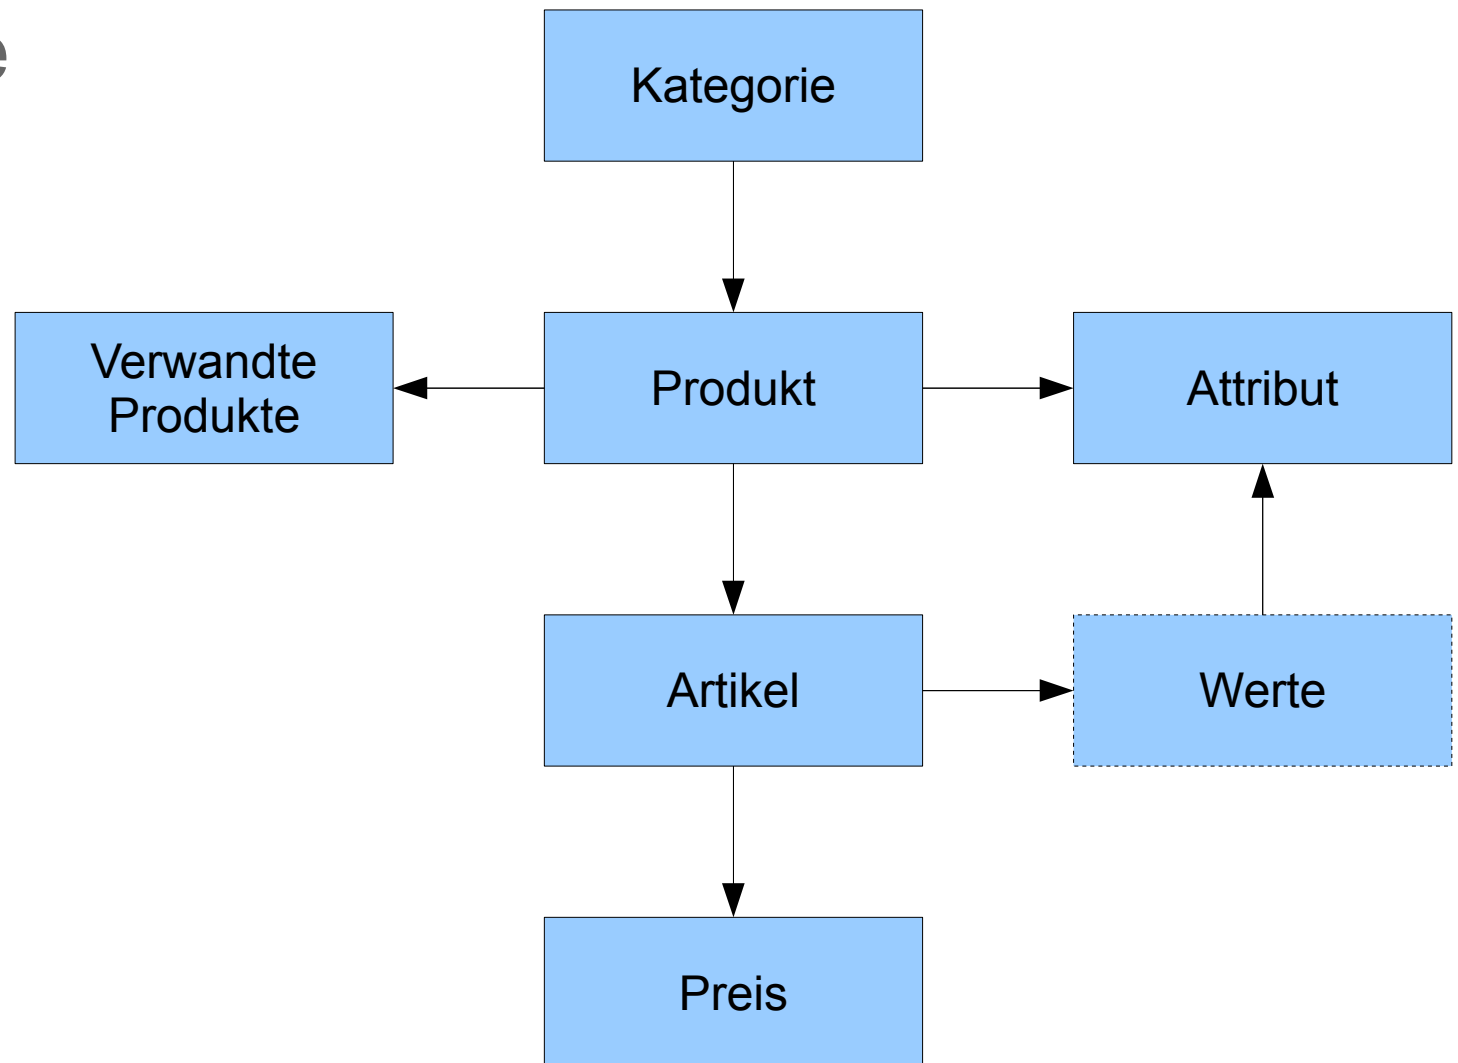 Kategorie
Verwandte
Produkte
Produkt
Attribut
Artikel
Werte
Preis